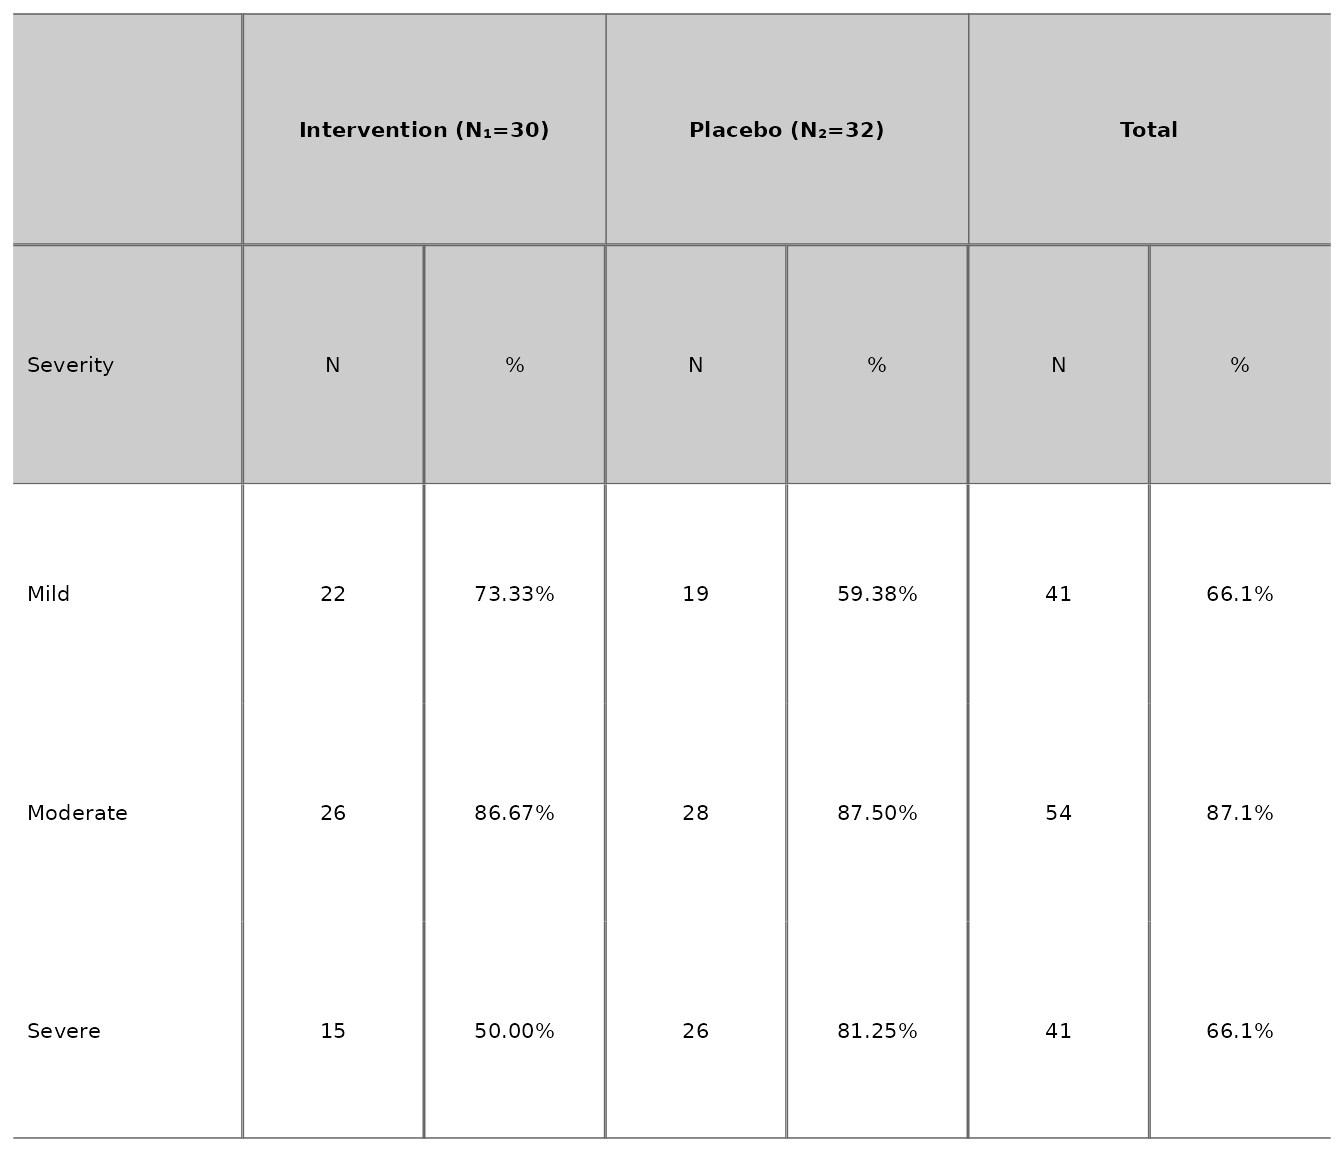 Intervention (N₁=30) Placebo (N₂=32) Total
Severity N % N % N %
Mild 22 73.33% 19 59.38% 41 66.1%
Moderate 26 86.67% 28 87.50% 54 87.1%
Severe 15 50.00% 26 81.25% 41 66.1%